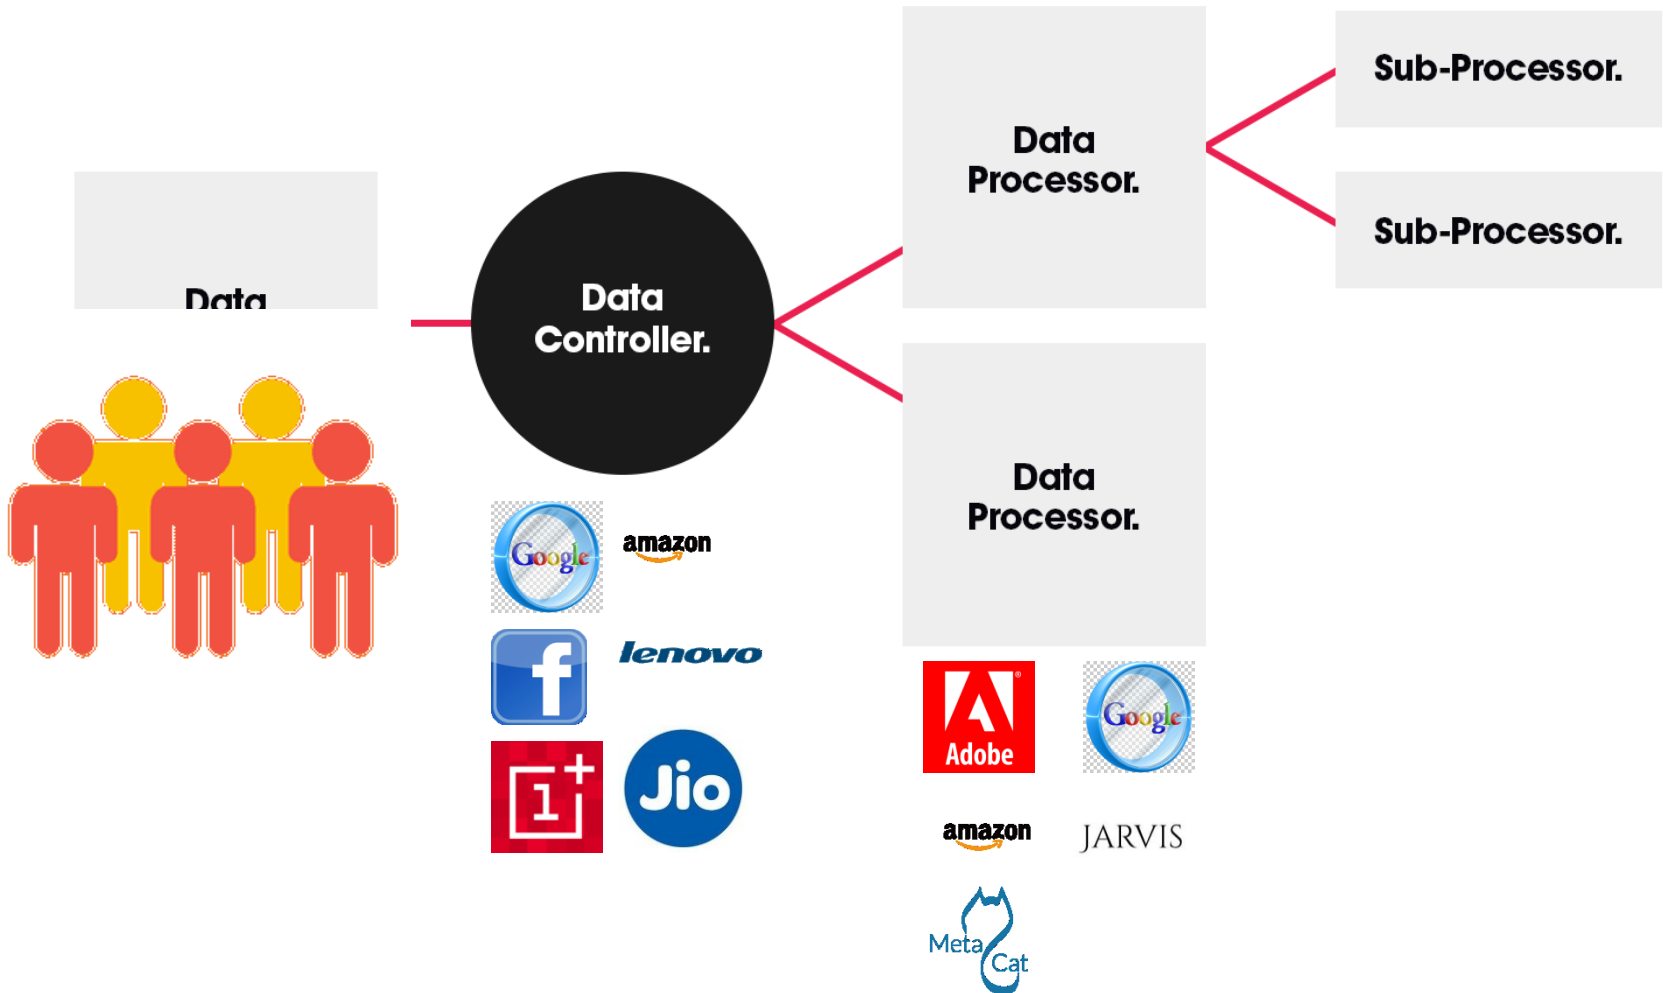 Data
Data
Controller.
Data
Processor.
Sub-Processor.
Sub-Processor.
Data
Processor.
Google
amazon
f
lenovo
1+
Jio
Adobe
Google
amazon
JARVIS
Meta
Cat